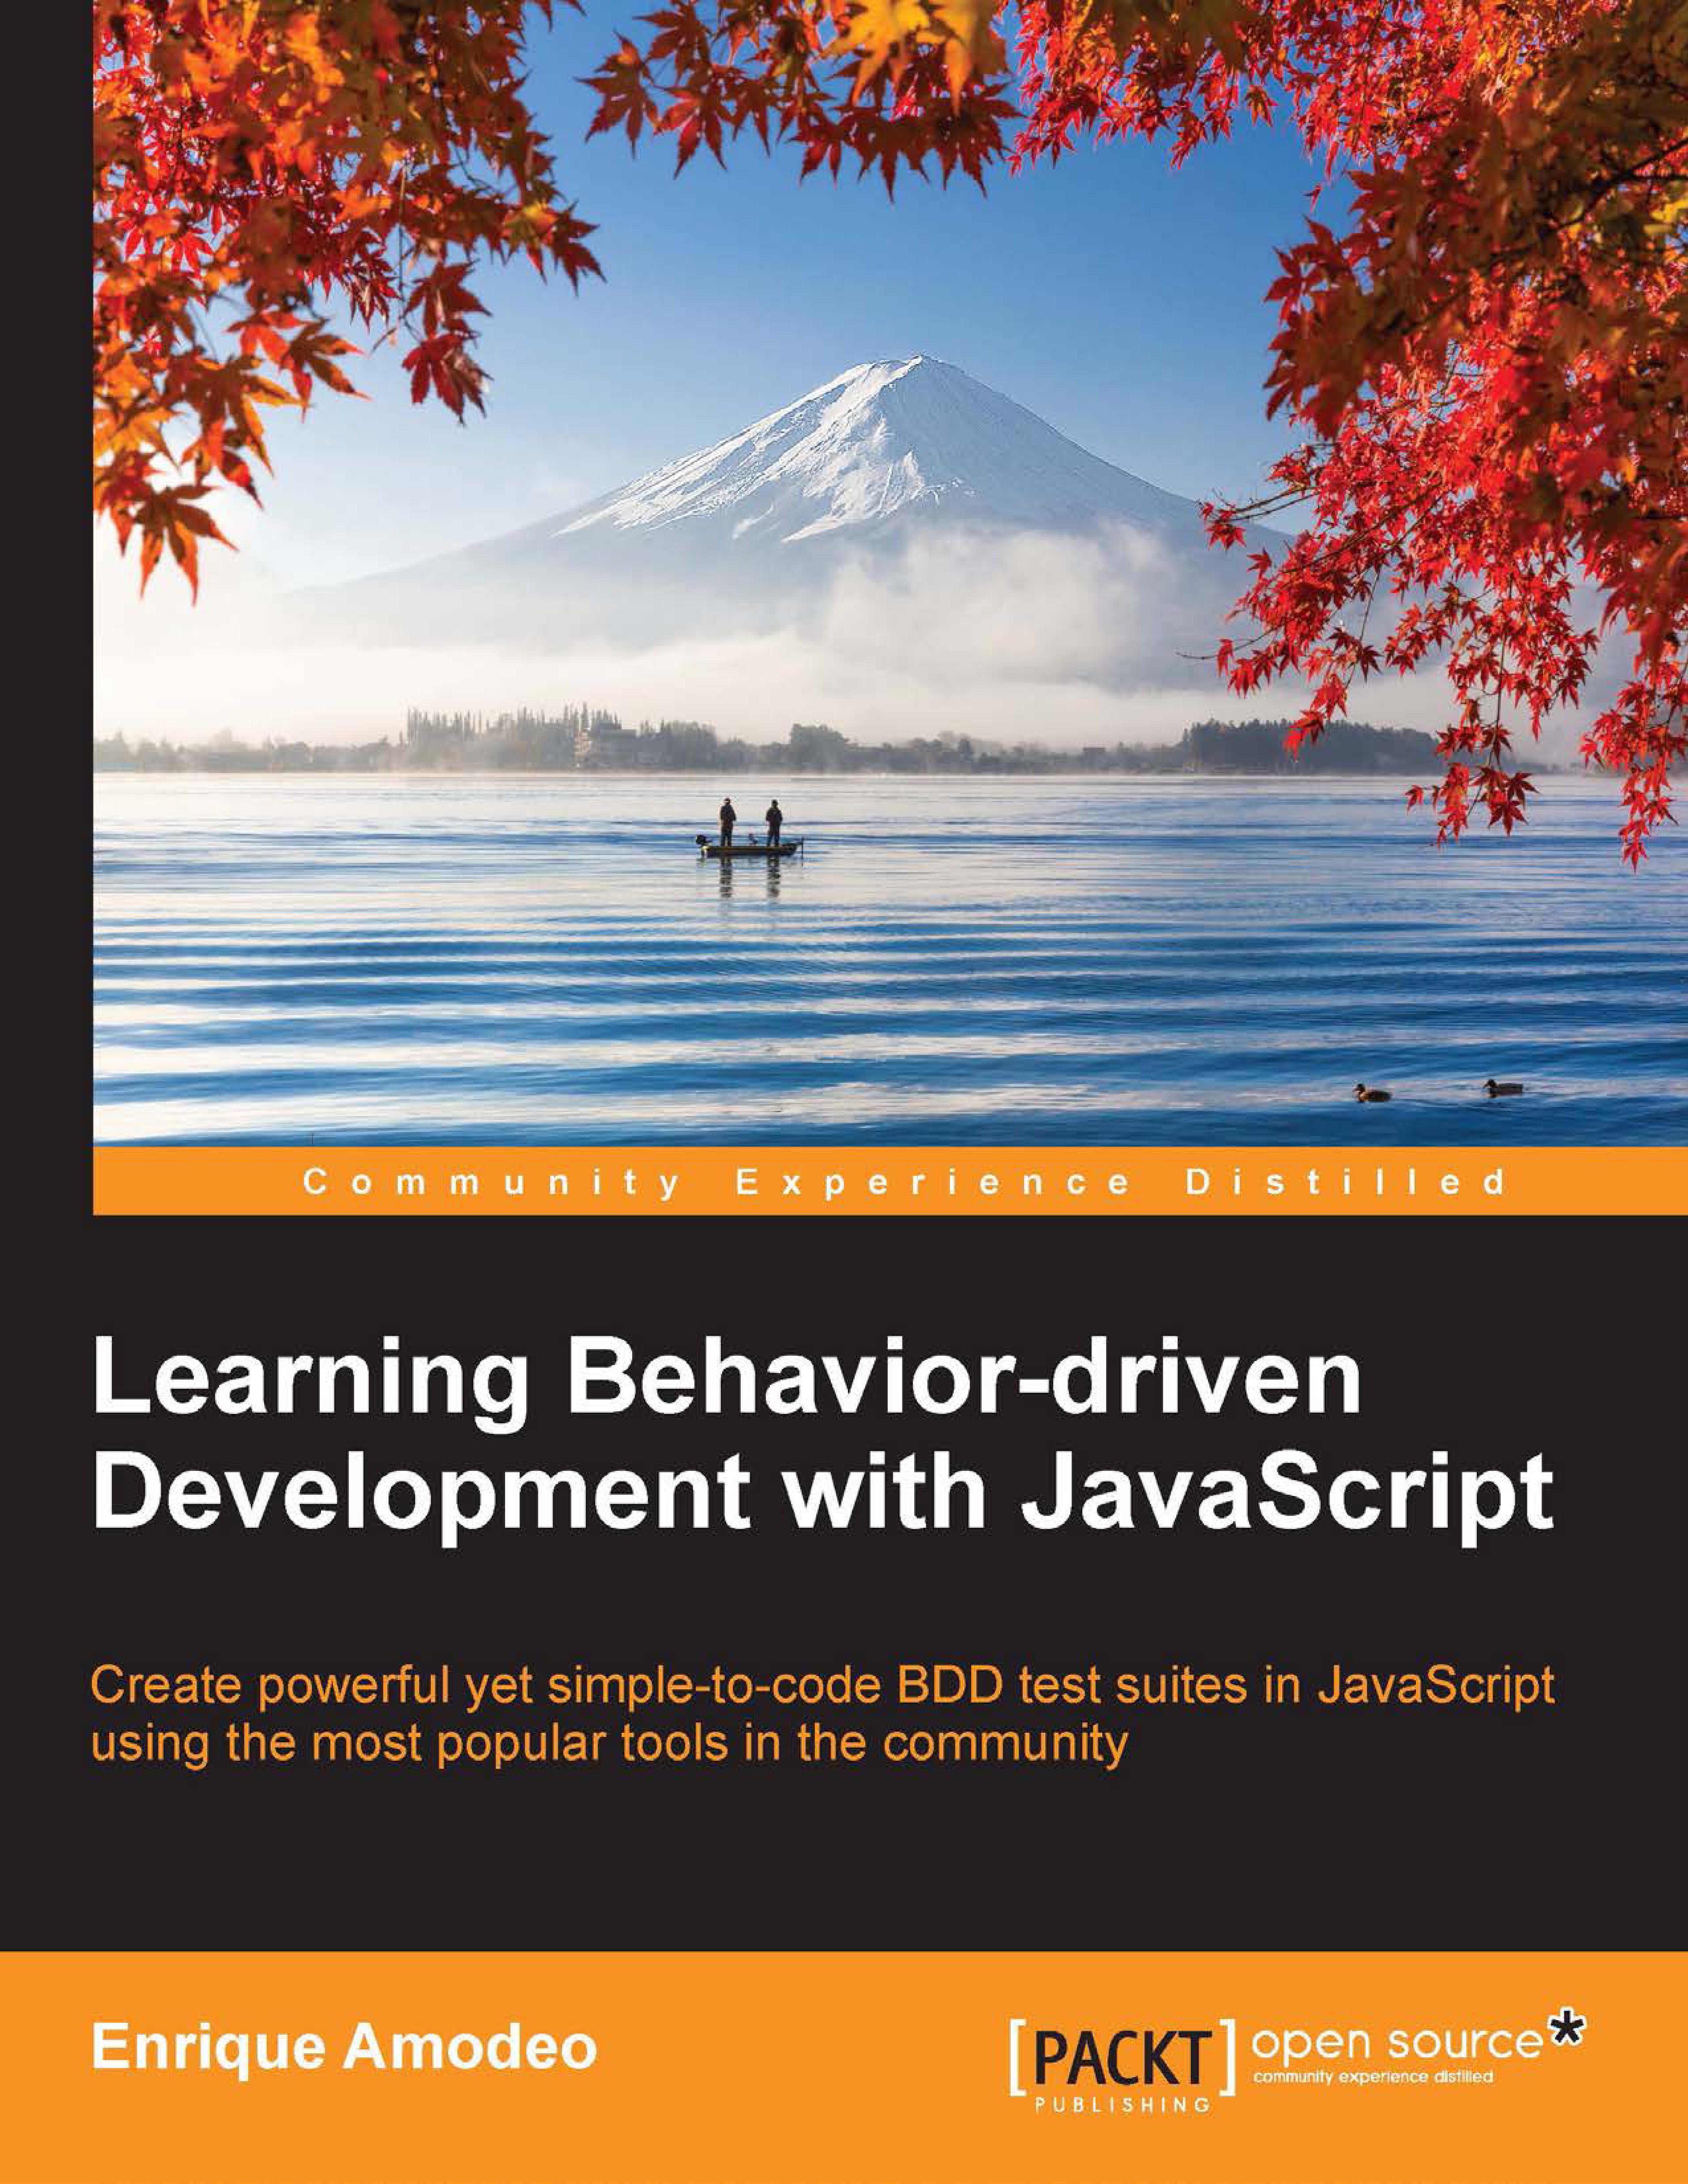 Community Experience Distilled
Learning Behavior-driven
Development with JavaScript
Create powerful yet simple-to-code BDD test suites in JavaScript
using the most popular tools in the community
Enrique Amodeo
[PACKT] open source*
community experience distilled
PUBLISHING